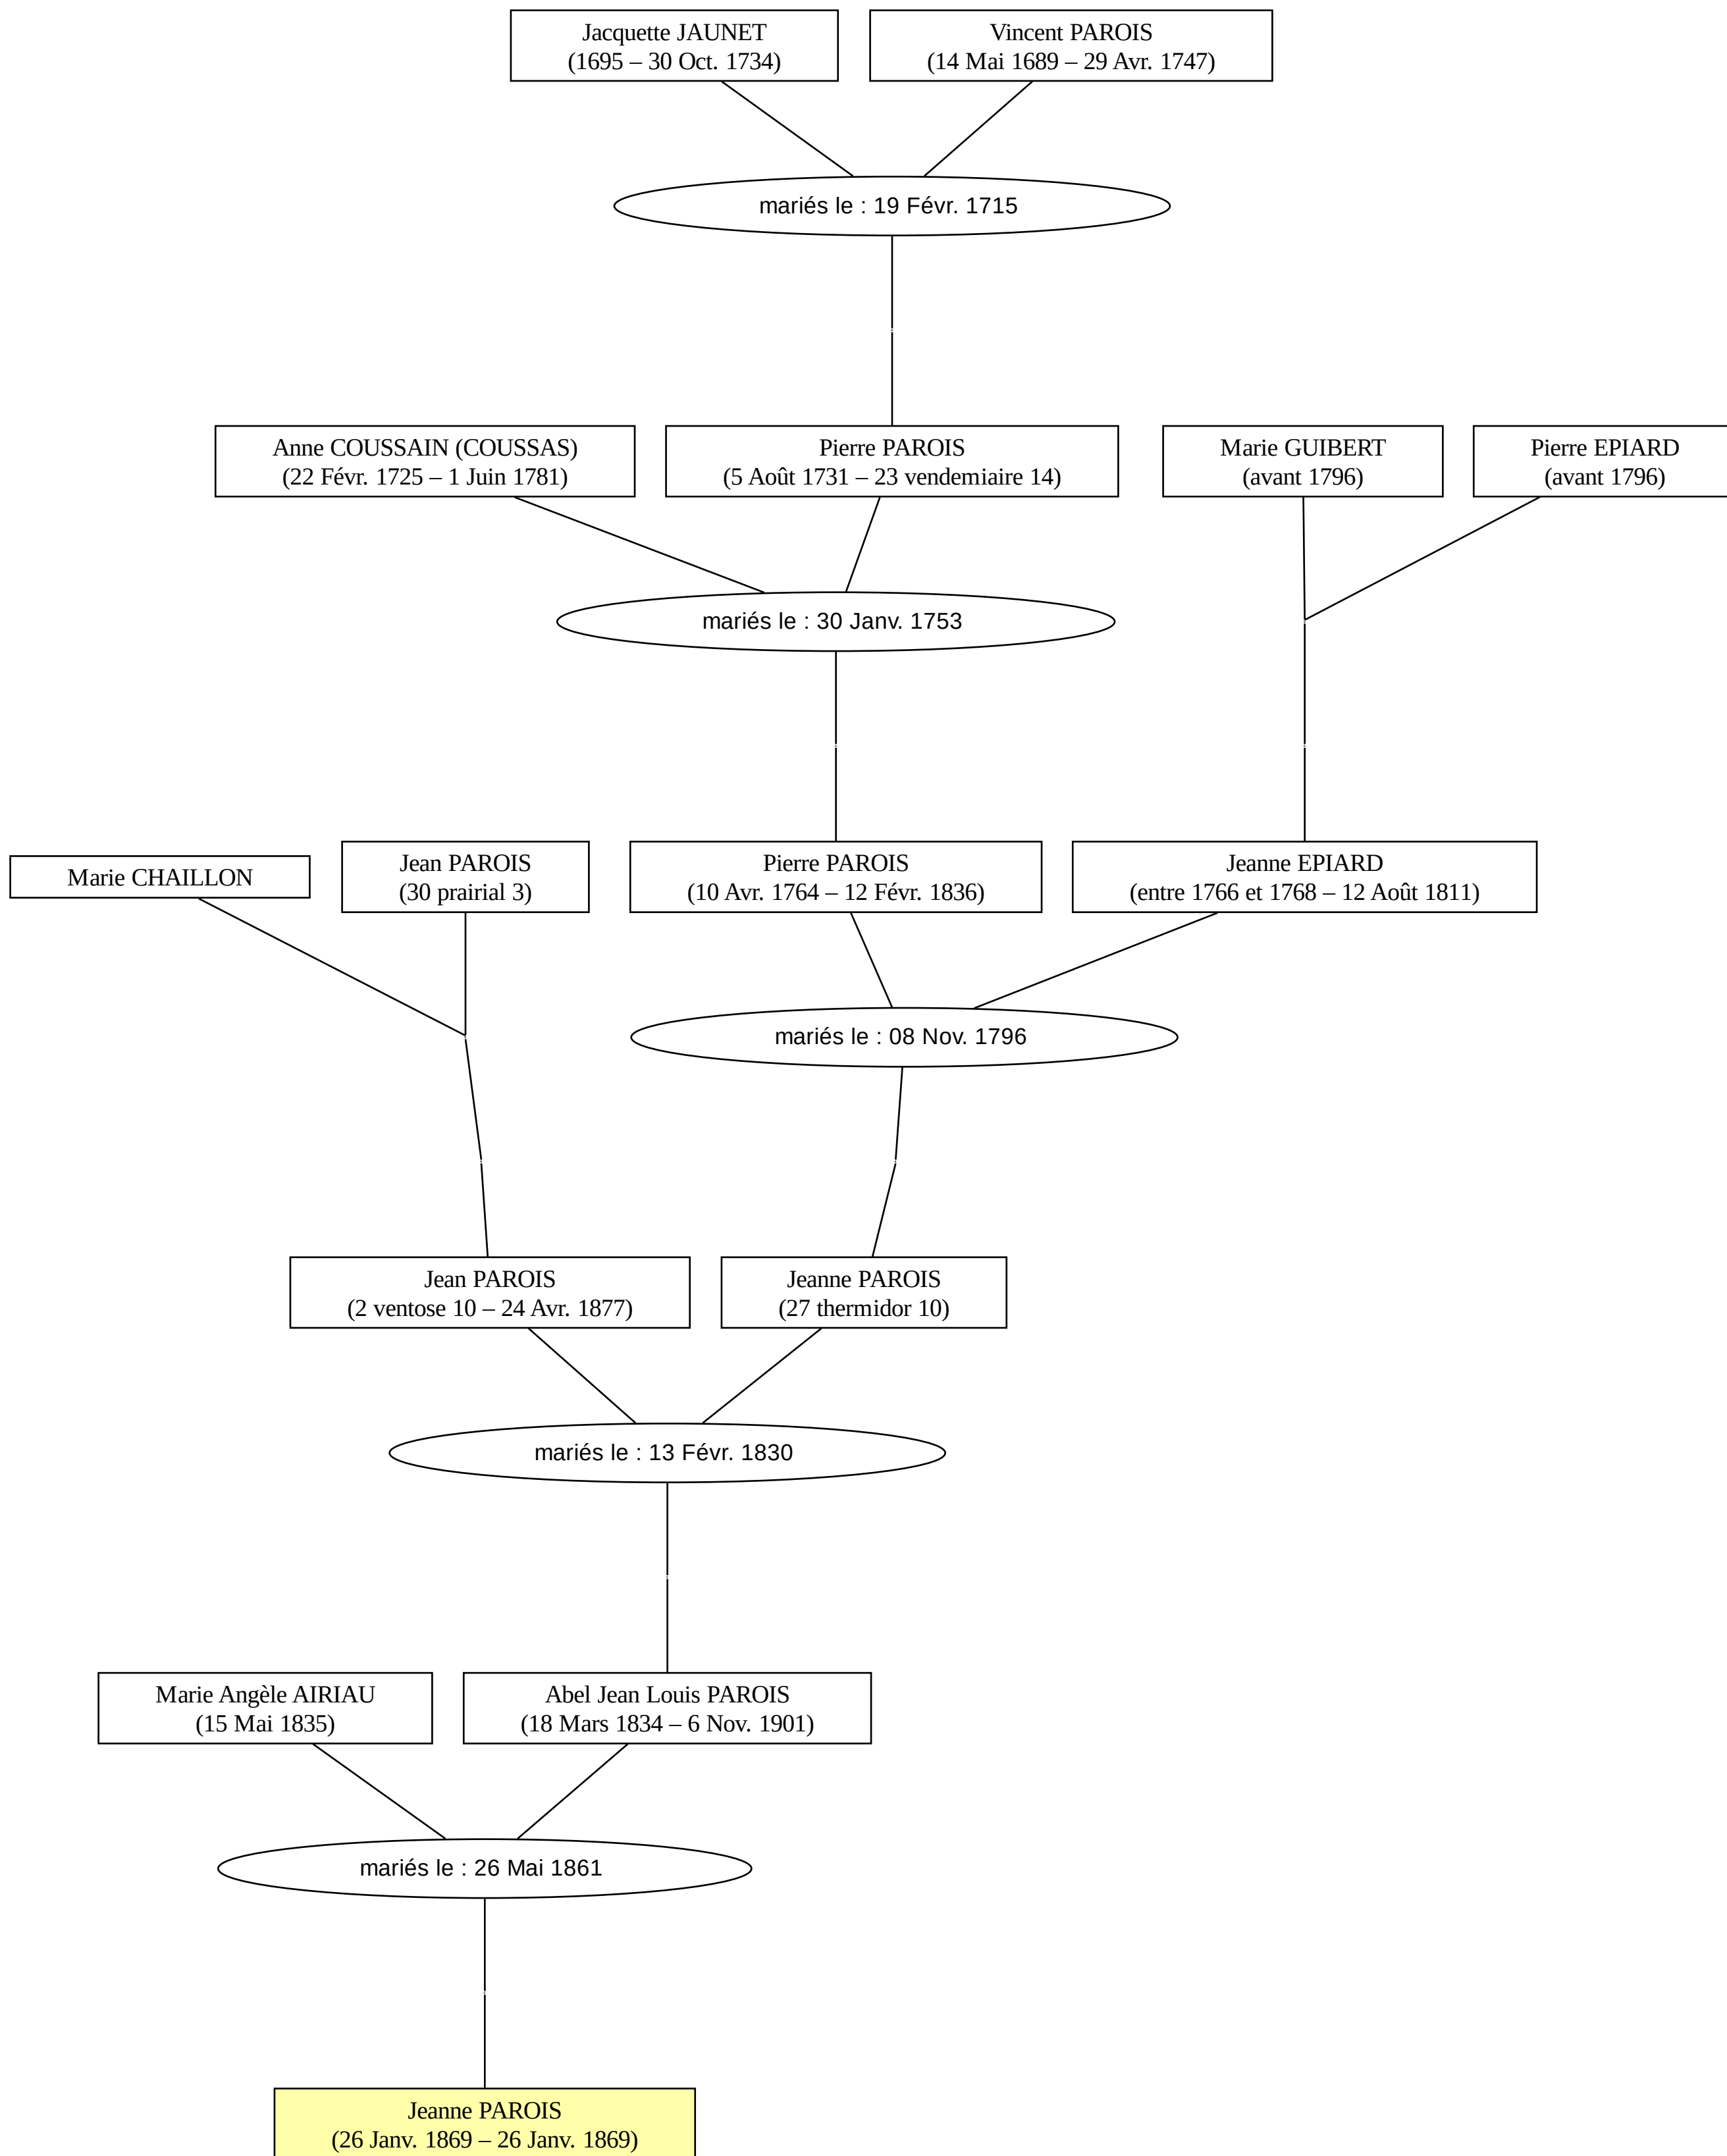 Jacquette JAUNET
(1695 – 30 Oct. 1734)
Vincent PAROIS
(14 Mai 1689 – 29 Avr. 1747)
mariés le : 19 Févr. 1715
Anne COUSSAIN (COUSSAS)
(22 Févr. 1725 – 1 Juin 1781)
Pierre PAROIS
(5 Août 1731 – 23 vendemiaire 14)
Marie GUIBERT
(avant 1796)
Pierre EPIARD
(avant 1796)
mariés le : 30 Janv. 1753
Marie CHAILLON
Jean PAROIS
(30 prairial 3)
Pierre PAROIS
(10 Avr. 1764 – 12 Févr. 1836)
Jeanne EPIARD
(entre 1766 et 1768 – 12 Août 1811)
mariés le : 08 Nov. 1796
Jean PAROIS
(2 ventose 10 – 24 Avr. 1877)
Jeanne PAROIS
(27 thermidor 10)
mariés le : 13 Févr. 1830
Marie Angèle AIRIAU
(15 Mai 1835)
Abel Jean Louis PAROIS
(18 Mars 1834 – 6 Nov. 1901)
mariés le : 26 Mai 1861
Jeanne PAROIS
(26 Janv. 1869 – 26 Janv. 1869)